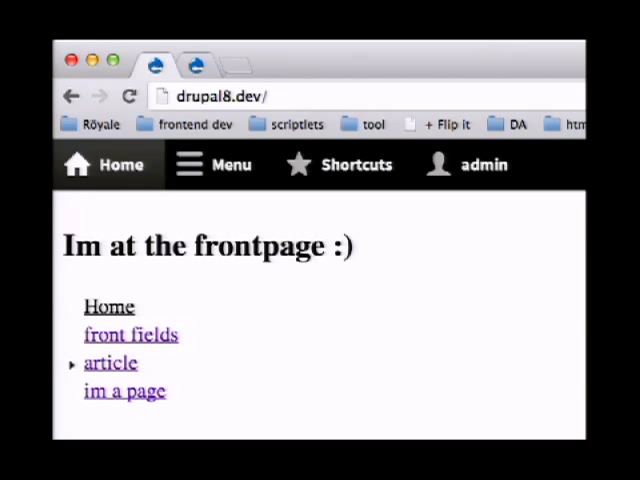 drupal8.dev/
Röyale frontend dev scriptlets tool + Flip it DA htm
Home Menu Shortcuts admin
Im at the frontpage :)
Home
front fields
article
im a page